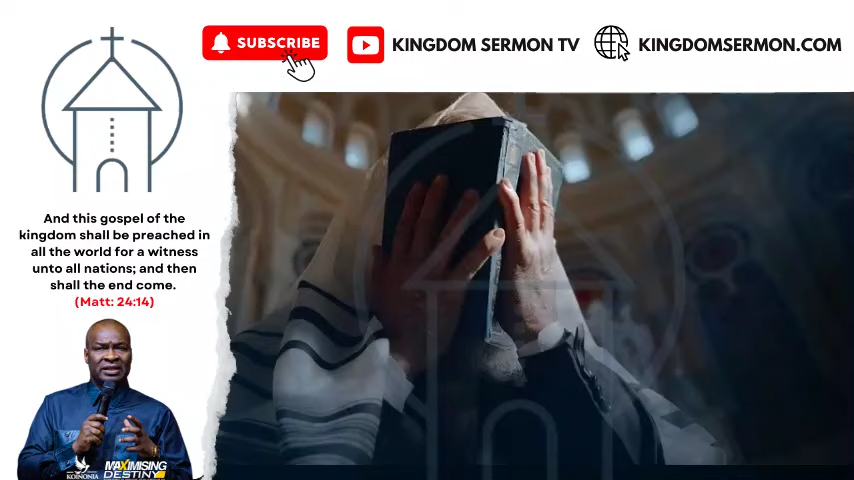 SUBSCRIBE
KINGDOM SERMON TV
KINGDOMSERMON.COM
And this gospel of the
kingdom shall be preached in
all the world for a witness
unto all nations; and then
shall the end come.
(Matt: 24:14)
KOINONIA
MAXIMISING
DESTINY